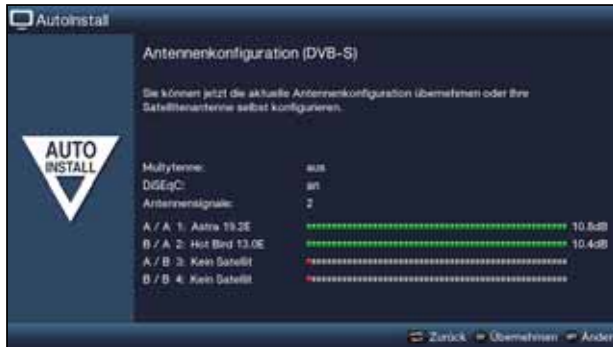 AutoInstall
Antennenkonfiguration (DVB-S)
Sie können jetzt die aktuelle Antennenkonfiguration übernehmen oder Ihre
Satellitenantenne selbst konfigurieren.
AUTO
INSTALL
Multytenne: aus
DiSEqC: an
Antennensignale: 2
A / A 1: Astra 19.2E 10.8dB
B / A 2: Hot Bird 13.0E 10.4dB
A / B 3: Kein Satellit
B / B 4: Kein Satellit
Zurück Übernehmen Änder